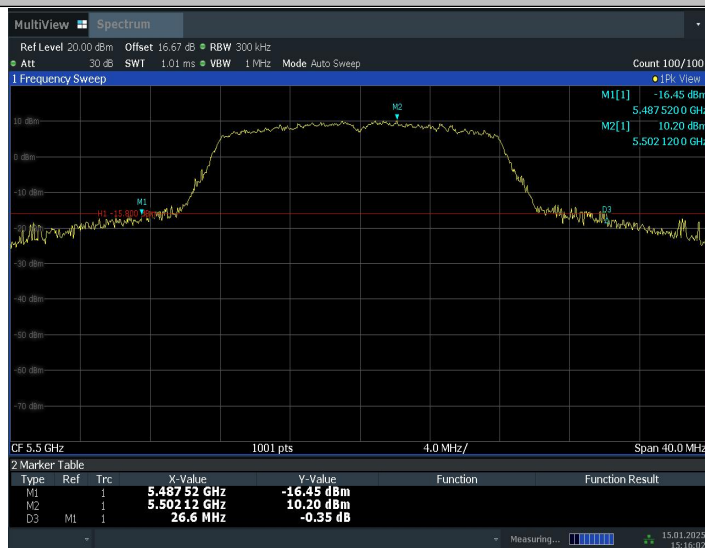 MultiView Spectrum
Ref Level 20.00 dBm Offset 16.67 dB RBW 300 kHz
Att 30 dB SWT 1.01 ms VBW 1 MHz Mode Auto Sweep Count 100/100
1 Frequency Sweep 1Pk View
M1[1] -16.45 dBm
5.487 520 0 GHz
M2[1] 10.20 dBm
5.502 120 0 GHz
M2
10 dBm
0 dBm
-10 dBm
M1
H1 -15.800 dBm
D3
-20 dBm
-30 dBm
-40 dBm
-50 dBm
-60 dBm
-70 dBm
CF 5.5 GHz 1001 pts 4.0 MHz/ Span 40.0 MHz
2 Marker Table
Type Ref Trc X-Value Y-Value Function Function Result
M1 1 5.487 52 GHz -16.45 dBm
M2 1 5.502 12 GHz 10.20 dBm
D3 M1 1 26.6 MHz -0.35 dB
Measuring... 15.01.2025
15:16:02